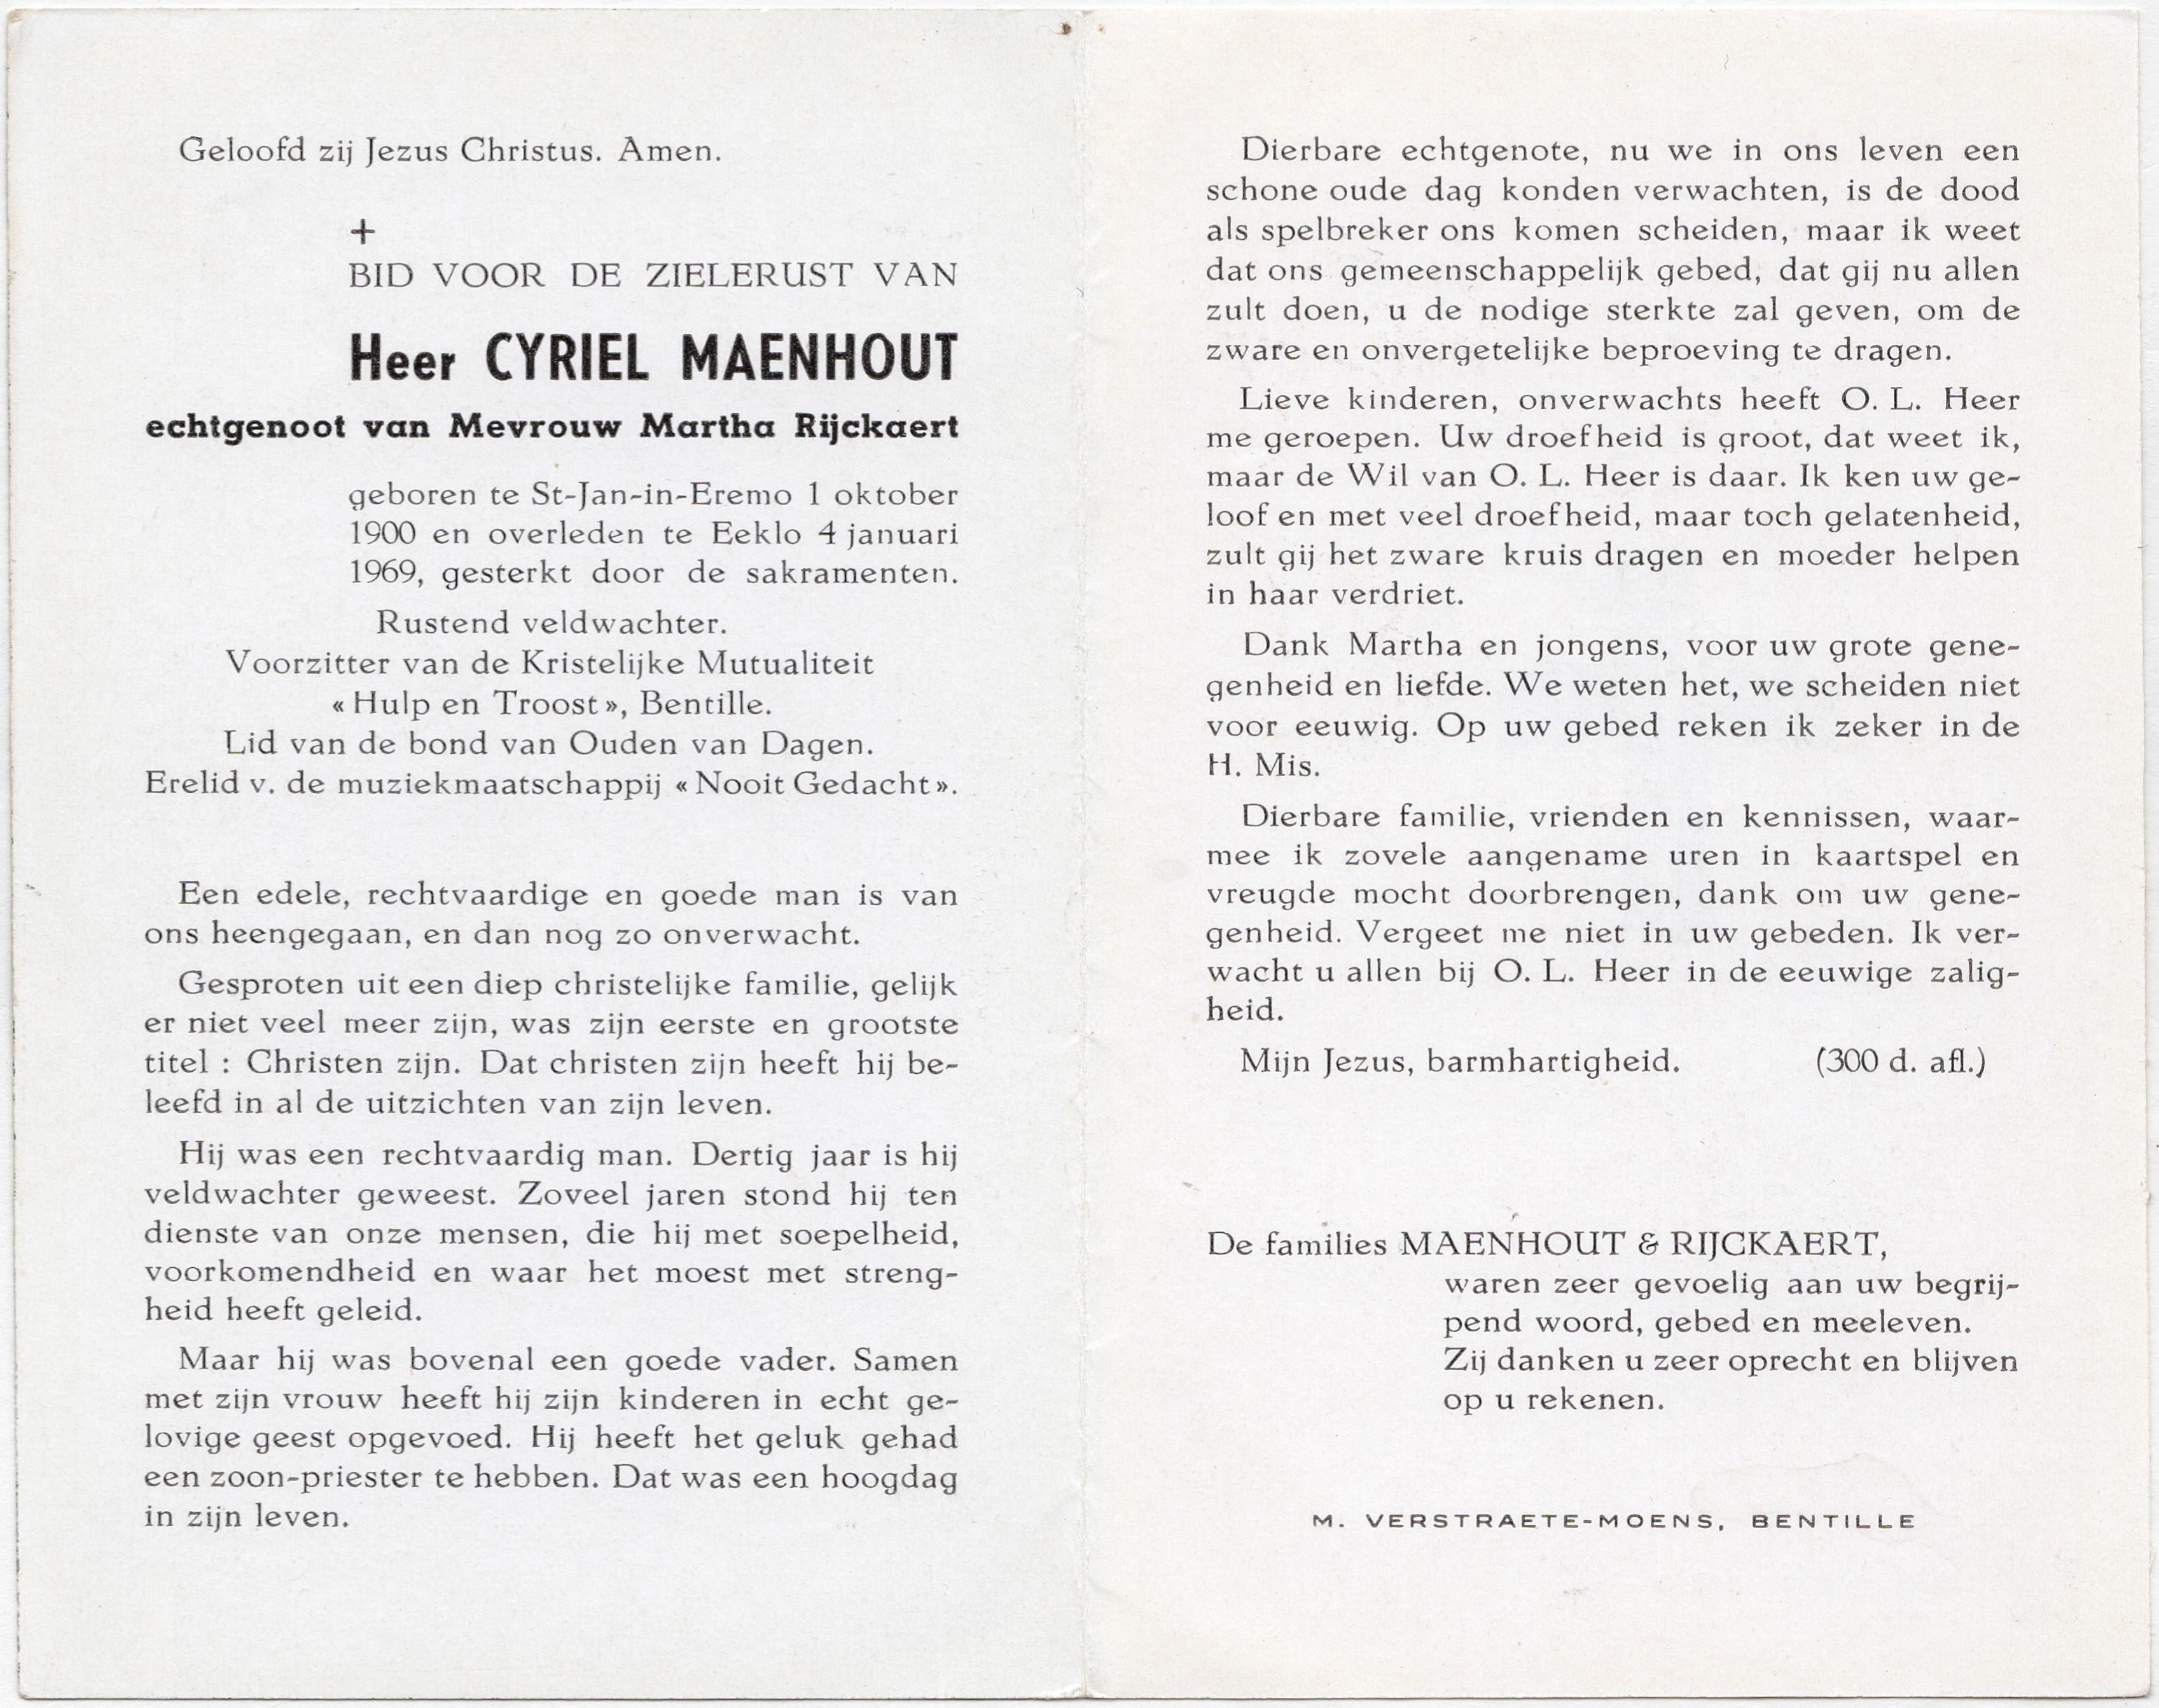 Geloofd zij Jezus Christus. Amen.
+
BID VOOR DE ZIELERUST VAN
Heer CYRIEL MAENHOUT
echtgenoot van Mevrouw Martha Rijckaert
geboren te St-Jan-in-Eremo 1 oktober
1900 en overleden te Eeklo 4 januari
1969, gesterkt door de sakramenten.
Rustend veldwachter.
Voorzitter van de Kristelijke Mutualiteit
« Hulp en Troost », Bentille.
Lid van de bond van Ouden van Dagen.
Erelid v. de muziekmaatschappij « Nooit Gedacht ».
Een edele, rechtvaardige en goede man is van
ons heengegaan, en dan nog zo onverwacht.
Gesproten uit een diep christelijke familie, gelijk
er niet veel meer zijn, was zijn eerste en grootste
titel : Christen zijn. Dat christen zijn heeft hij be-
leefd in al de uitzichten van zijn leven.
Hij was een rechtvaardig man. Dertig jaar is hij
veldwachter geweest. Zoveel jaren stond hij ten
dienste van onze mensen, die hij met soepelheid,
voorkomendheid en waar het moest met streng-
heid heeft geleid.
Maar hij was bovenal een goede vader. Samen
met zijn vrouw heeft hij zijn kinderen in echt ge-
lovige geest opgevoed. Hij heeft het geluk gehad
een zoon-priester te hebben. Dat was een hoogdag
in zijn leven.
Dierbare echtgenote, nu we in ons leven een
schone oude dag konden verwachten, is de dood
als spelbreker ons komen scheiden, maar ik weet
dat ons gemeenschappelijk gebed, dat gij nu allen
zult doen, u de nodige sterkte zal geven, om de
zware en onvergetelijke beproeving te dragen.
Lieve kinderen, onverwachts heeft O. L. Heer
me geroepen. Uw droefheid is groot, dat weet ik,
maar de Wil van O. L. Heer is daar. Ik ken uw ge-
loof en met veel droefheid, maar toch gelatenheid,
zult gij het zware kruis dragen en moeder helpen
in haar verdriet.
Dank Martha en jongens, voor uw grote gene-
genheid en liefde. We weten het, we scheiden niet
voor eeuwig. Op uw gebed reken ik zeker in de
H. Mis.
Dierbare familie, vrienden en kennissen, waar-
mee ik zovele aangename uren in kaartspel en
vreugde mocht doorbrengen, dank om uw gene-
genheid. Vergeet me niet in uw gebeden. Ik ver-
wacht u allen bij O. L. Heer in de eeuwige zalig-
heid.
Mijn Jezus, barmhartigheid. (300 d. afl.)
De families MAENHOUT & RIJCKAERT,
waren zeer gevoelig aan uw begrij-
pend woord, gebed en meeleven.
Zij danken u zeer oprecht en blijven
op u rekenen.
M. VERSTRAETE-MOENS, BENTILLE